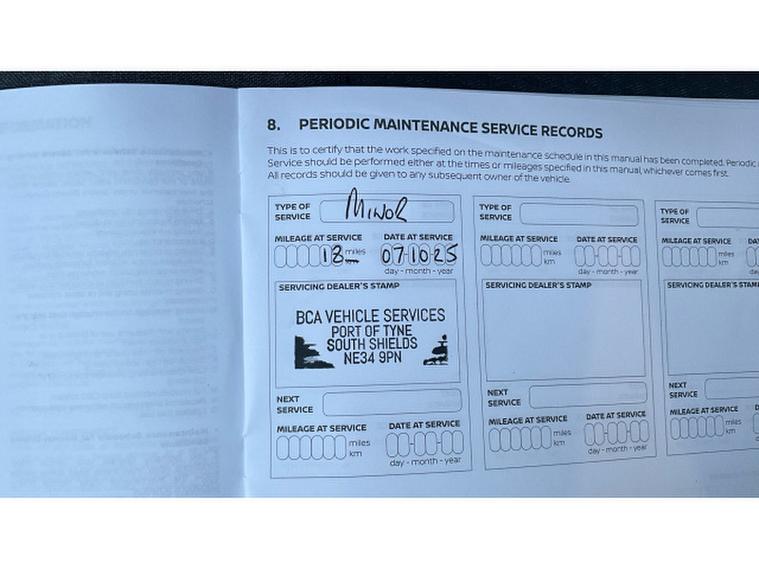 8. PERIODIC MAINTENANCE SERVICE RECORDS
This is to certify that the work specified on the maintenance schedule in this manual has been completed. Periodic
Service should be performed either at the times or mileages specified in this manual, whichever comes first.
All records should be given to any subsequent owner of the vehicle.
TYPE OF SERVICE MINOR
MILEAGE AT SERVICE DATE AT SERVICE
13 miles 07-10-25
day - month - year
SERVICING DEALER'S STAMP
BCA VEHICLE SERVICES
PORT OF TYNE
SOUTH SHIELDS
NE34 9PN
NEXT SERVICE
MILEAGE AT SERVICE DATE AT SERVICE
miles
km
day - month - year
TYPE OF SERVICE
MILEAGE AT SERVICE DATE AT SERVICE
miles
km
day - month - year
SERVICING DEALER'S STAMP
NEXT SERVICE
MILEAGE AT SERVICE DATE AT SERVICE
miles
km
day - month - year
TYPE OF SERVICE
MILEAGE AT SERVICE
miles
km
SERVICING DEALER'S
NEXT SERVICE
MILEAGE AT SERVICE
miles
km